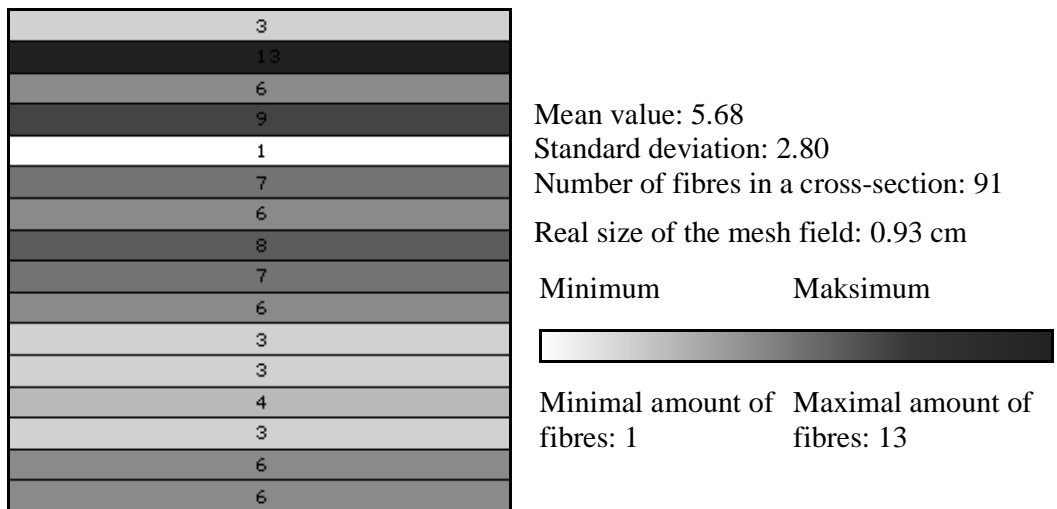 3
13
6
9
1
7
6
8
7
6
3
3
4
3
6
6
Mean value: 5.68
Standard deviation: 2.80
Number of fibres in a cross-section: 91
Real size of the mesh field: 0.93 cm
Minimum Maksimum
Minimal amount of
fibres: 1
Maximal amount of
fibres: 13